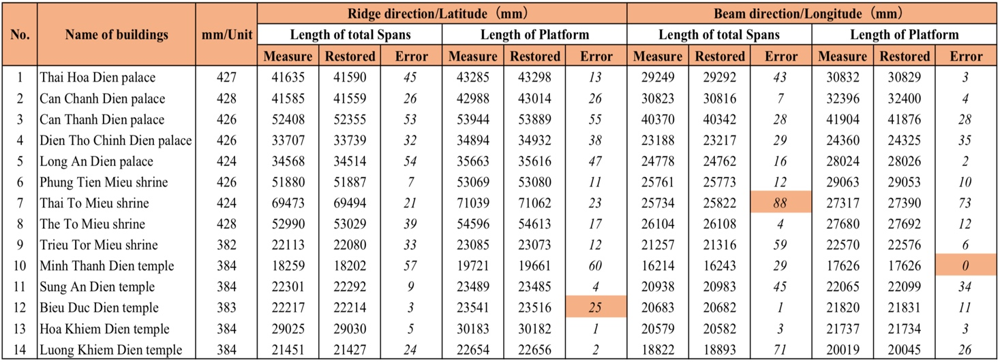 No. Name of buildings mm/Unit Ridge direction/Latitude (mm) Beam direction/Longitude (mm)
Length of total Spans Length of Platform Length of total Spans Length of Platform
Measure Restored Error Measure Restored Error Measure Restored Error Measure Restored Error
1 Thai Hoa Dien palace 427 41635 41590 45 43285 43298 13 29249 29292 43 30832 30829 3
2 Can Chanh Dien palace 428 41585 41559 26 42988 43014 26 30823 30816 7 32396 32400 4
3 Can Thanh Dien palace 426 52408 52355 53 53944 53889 55 40370 40342 28 41904 41876 28
4 Dien Tho Chinh Dien palace 426 33707 33739 32 34894 34932 38 23188 23217 29 24360 24325 35
5 Long An Dien palace 424 34568 34514 54 35663 35616 47 24778 24762 16 28024 28026 2
6 Phung Tien Mieu shrine 426 51880 51887 7 53069 53080 11 25761 25773 12 29063 29053 10
7 Thai To Mieu shrine 424 69473 69494 21 71039 71062 23 25734 25822 88 27317 27390 73
8 The To Mieu shrine 428 52990 53029 39 54596 54613 17 26104 26108 4 27680 27692 12
9 Trieu Tor Mieu shrine 382 22113 22080 33 23085 23073 12 21257 21316 59 22570 22576 6
10 Minh Thanh Dien temple 384 18259 18202 57 19721 19661 60 16214 16243 29 17626 17626 0
11 Sung An Dien temple 384 22301 22292 9 23489 23485 4 20938 20983 45 22065 22099 34
12 Bieu Duc Dien temple 383 22217 22214 3 23541 23516 25 20683 20682 1 21820 21831 11
13 Hoa Khiem Dien temple 384 29025 29030 5 30183 30182 1 20579 20582 3 21737 21734 3
14 Luong Khiem Dien temple 384 21451 21427 24 22654 22656 2 18822 18893 71 20019 20045 26